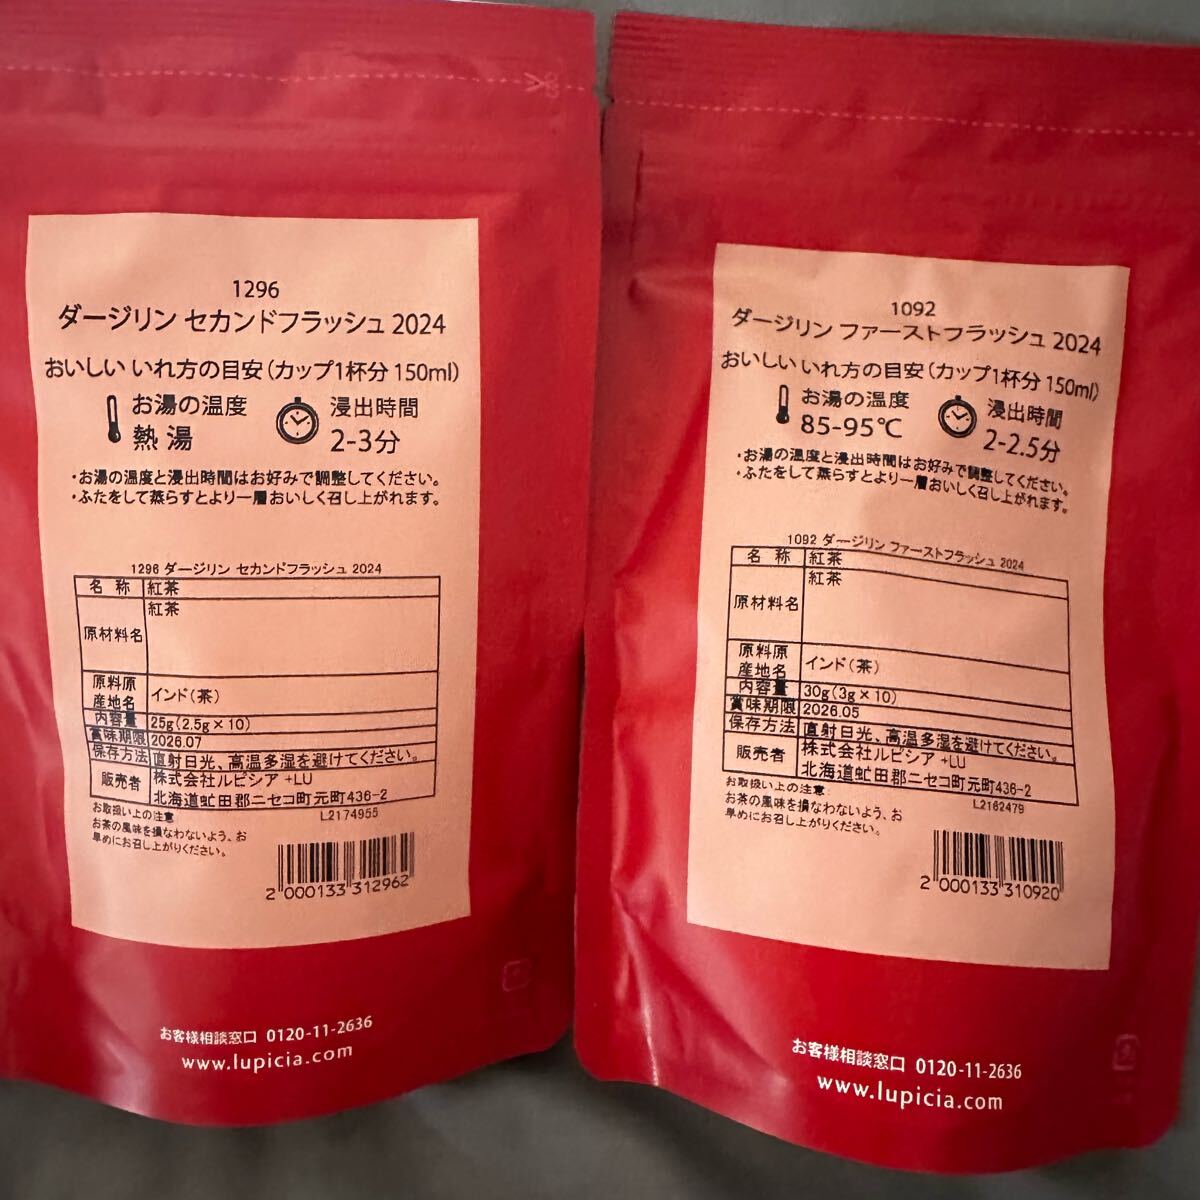 1296
ダージリン セカンドフラッシュ 2024
おいしい いれ方の目安(カップ1杯分 150ml)
お湯の温度
熱湯
浸出時間
2-3分
・お湯の温度と浸出時間はお好みで調整してください。
・ふたをして蒸らすとより一層おいしく召し上がれます。
1296 ダージリン セカンドフラッシュ 2024
名称 紅茶
原材料名 紅茶
原料原産地名 インド(茶)
内容量 25g(2.5g×10)
賞味期限 2026.07
保存方法 直射日光、高温多湿を避けてください。
販売者 株式会社ルピシア +LU
北海道虻田郡ニセコ町元町436-2
L2174955
お取扱い上の注意
お茶の風味を損なわないよう、お
早めにお召し上がりください。
2 000133 312962
お客様相談窓口 0120-11-2636
www.lupicia.com
1092
ダージリン ファーストフラッシュ 2024
おいしい いれ方の目安(カップ1杯分 150ml)
お湯の温度
85-95℃
浸出時間
2-2.5分
・お湯の温度と浸出時間はお好みで調整してください。
・ふたをして蒸らすとより一層おいしく召し上がれます。
1092 ダージリン ファーストフラッシュ 2024
名称 紅茶
原材料名 紅茶
原料原産地名 インド(茶)
内容量 30g(3g×10)
賞味期限 2026.05
保存方法 直射日光、高温多湿を避けてください。
販売者 株式会社ルピシア +LU
北海道虻田郡ニセコ町元町436-2
L2162479
お取扱い上の注意
お茶の風味を損なわないよう、お
早めにお召し上がりください。
2 000133 310920
お客様相談窓口 0120-11-2636
www.lupicia.com